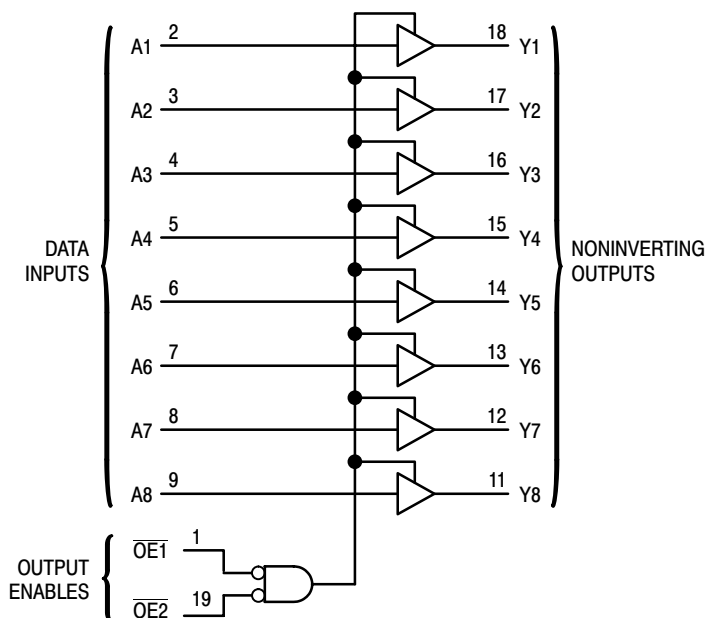 A1 2 18 Y1
A2 3 17 Y2
A3 4 16 Y3
A4 5 15 Y4
DATA
INPUTS
NONINVERTING
OUTPUTS
A5 6 14 Y5
A6 7 13 Y6
A7 8 12 Y7
A8 9 11 Y8
OUTPUT
ENABLES
O̅E̅1̅ 1
O̅E̅2̅ 19